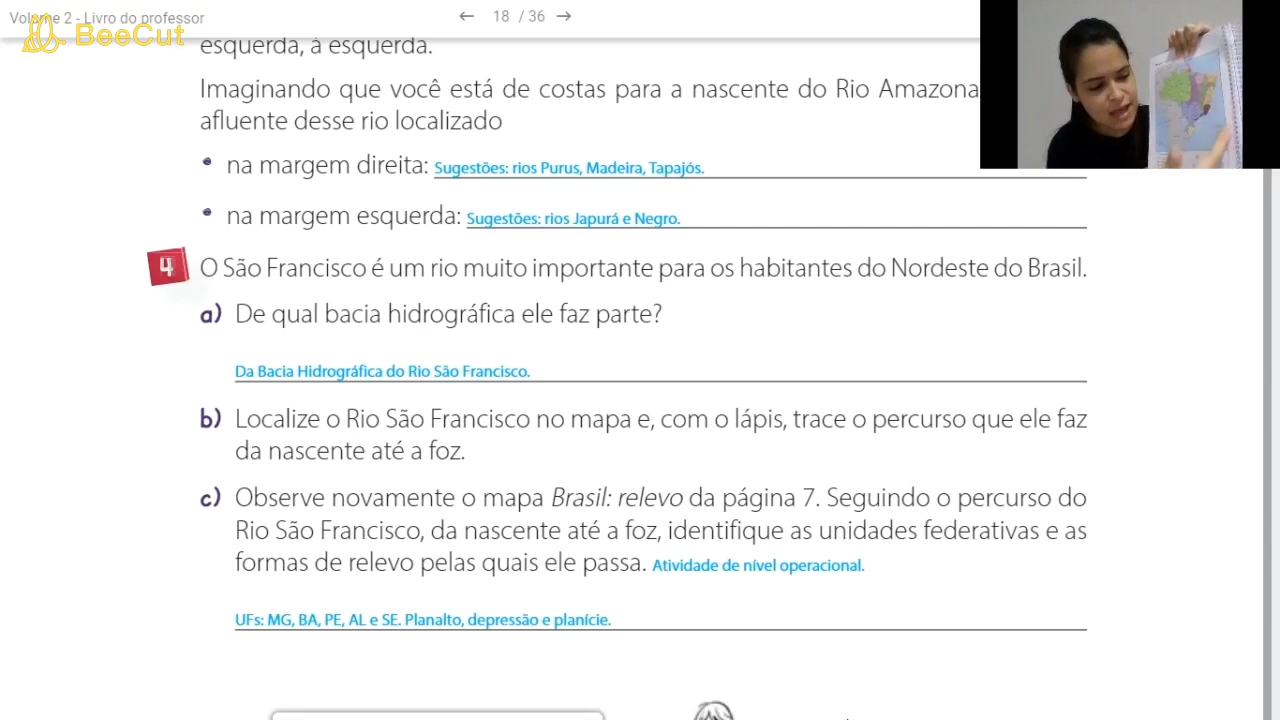 Volume 2 - Livro do professor
BeeCut
18 / 36
esquerda, à esquerda.
Imaginando que você está de costas para a nascente do Rio Amazona
afluente desse rio localizado
na margem direita: Sugestões: rios Purus, Madeira, Tapajós.
na margem esquerda: Sugestões: rios Japurá e Negro.
4 O São Francisco é um rio muito importante para os habitantes do Nordeste do Brasil.
a) De qual bacia hidrográfica ele faz parte?
Da Bacia Hidrográfica do Rio São Francisco.
b) Localize o Rio São Francisco no mapa e, com o lápis, trace o percurso que ele faz
da nascente até a foz.
c) Observe novamente o mapa Brasil: relevo da página 7. Seguindo o percurso do
Rio São Francisco, da nascente até a foz, identifique as unidades federativas e as
formas de relevo pelas quais ele passa. Atividade de nível operacional.
UFs: MG, BA, PE, AL e SE. Planalto, depressão e planície.